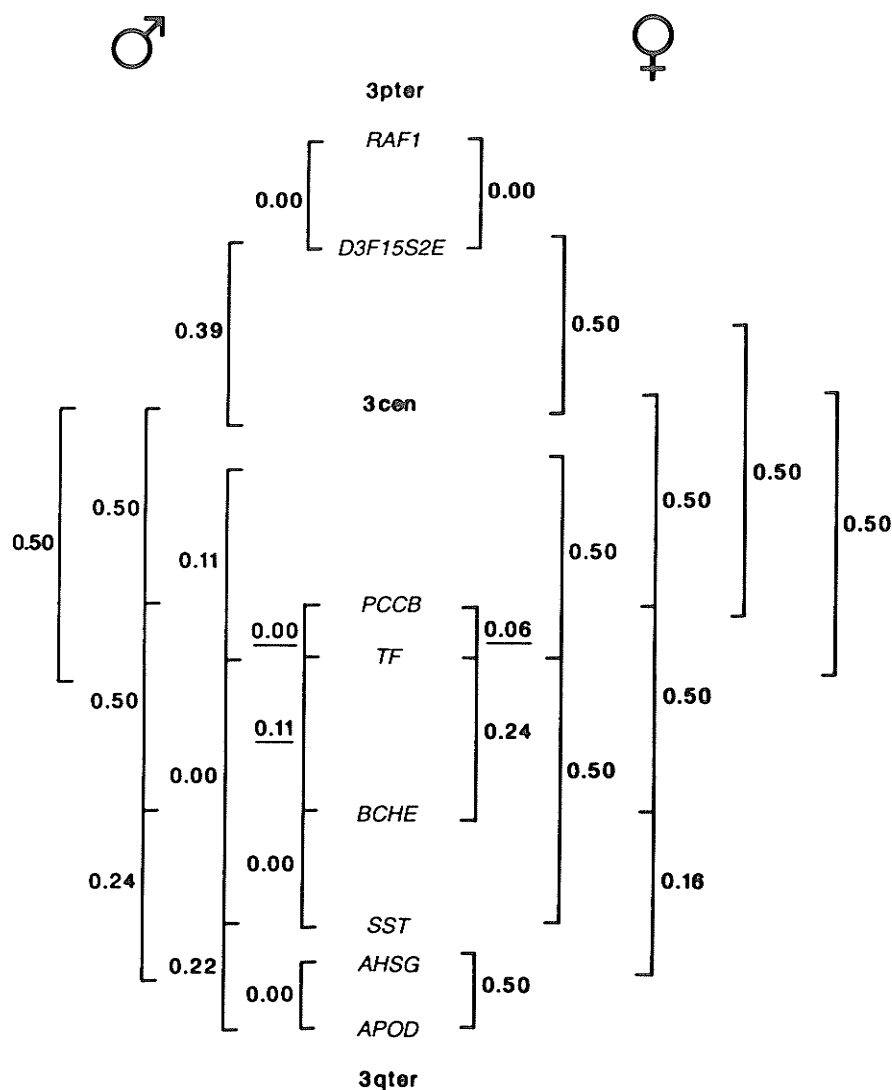 ♂ ♀
3pter
RAF1
0.00 0.00
D3F15S2E
0.39 0.50
3cen
0.50 0.50
0.50 0.50
0.50
0.11 0.50
PCCB
0.00 0.06
TF
0.50 0.50
0.11 0.24
0.00 0.50
BCHE
0.00
0.24 0.16
SST
0.22 AHSG
0.00 0.50
APOD
3qter